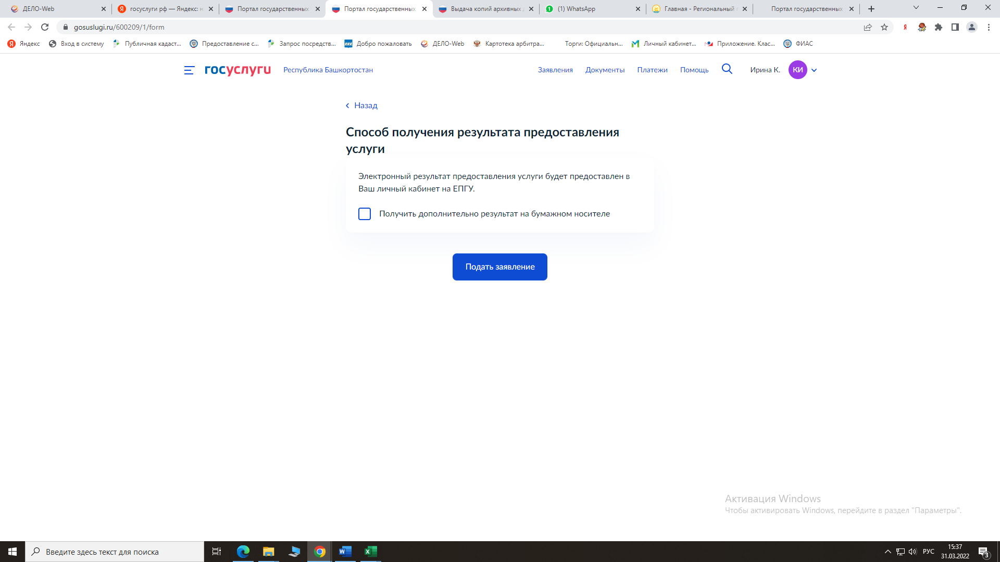 ДЕЛО-Web
госуслуги рф — Яндекс: н
Портал государственных
Портал государственных
Выдача копий архивных
(1) WhatsApp
Главная - Региональный
Портал государственных
gosuslugi.ru/600209/1/form
Яндекс
Вход в систему
Публичная кадаст...
Предоставление с...
Запрос посредств...
Добро пожаловать
ДЕЛО-Web
Картотека арбитра...
Торги: Официальн...
Личный кабинет...
Приложение. Клас...
ФИАС
госуслуги
Республика Башкортостан
Заявления
Документы
Платежи
Помощь
Ирина К.
КИ
Назад
Способ получения результата предоставления
услуги
Электронный результат предоставления услуги будет предоставлен в
Ваш личный кабинет на ЕПГУ.
Получить дополнительно результат на бумажном носителе
Подать заявление
Активация Windows
Чтобы активировать Windows, перейдите в раздел "Параметры".
Введите здесь текст для поиска
РУС
15:37
31.03.2022
3